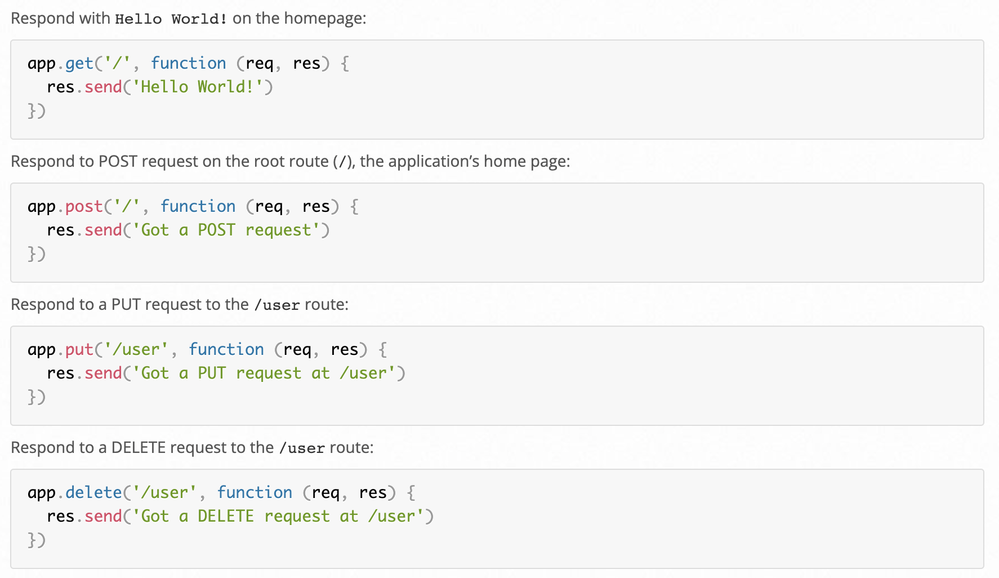 Respond with Hello World! on the homepage:
app.get('/', function (req, res) {
  res.send('Hello World!')
})
Respond to POST request on the root route (/), the application’s home page:
app.post('/', function (req, res) {
  res.send('Got a POST request')
})
Respond to a PUT request to the /user route:
app.put('/user', function (req, res) {
  res.send('Got a PUT request at /user')
})
Respond to a DELETE request to the /user route:
app.delete('/user', function (req, res) {
  res.send('Got a DELETE request at /user')
})